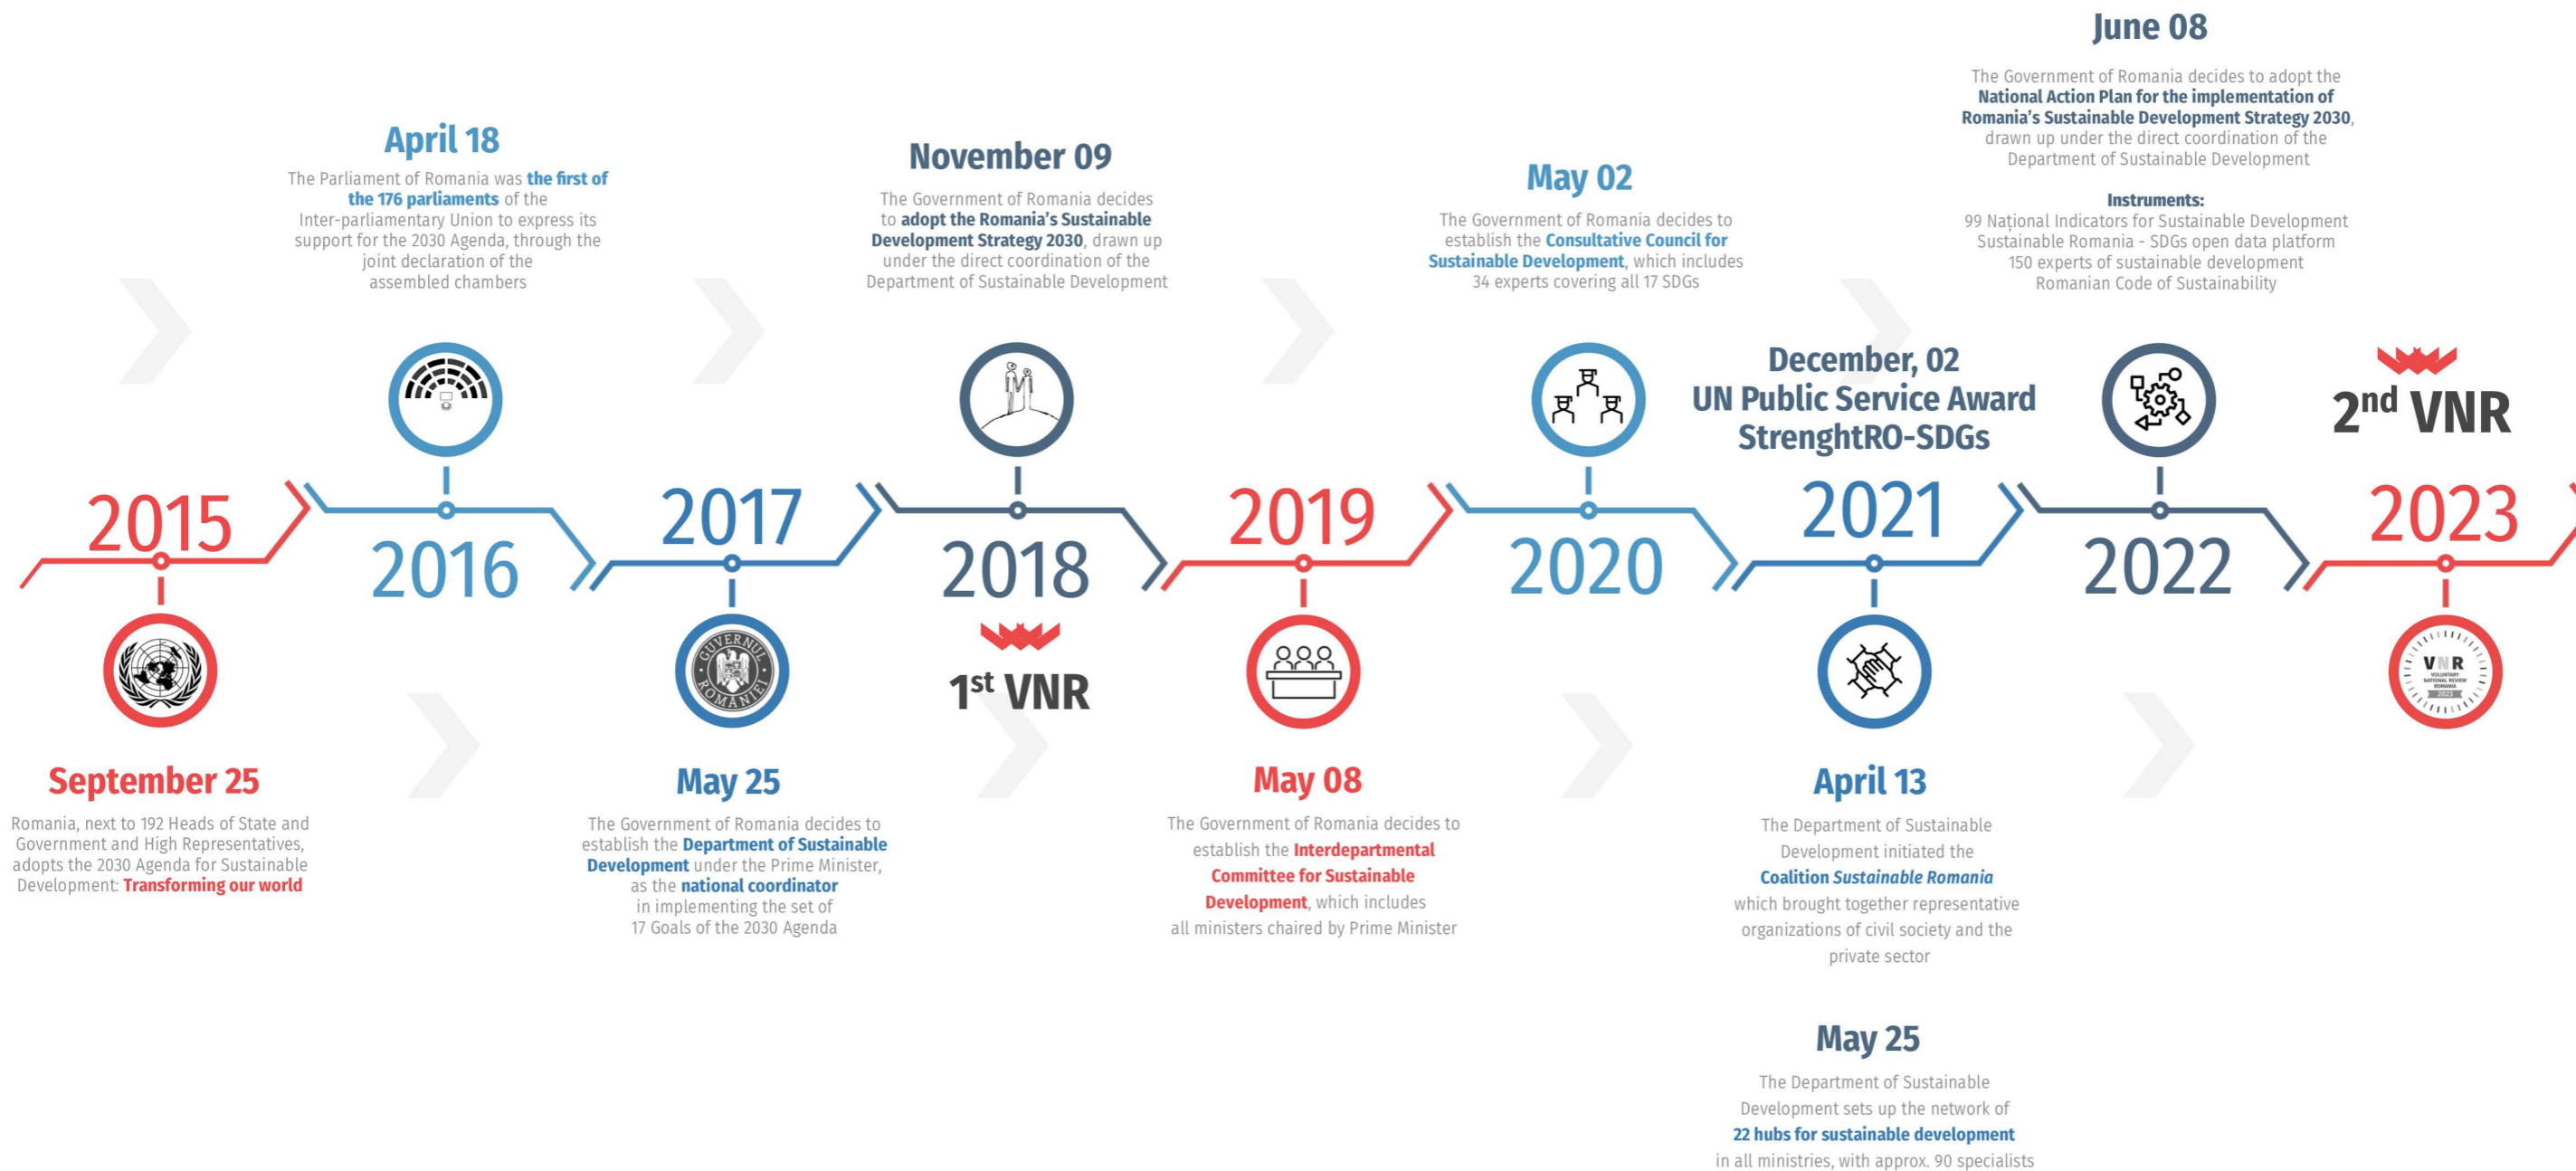 2015
September 25
Romania, next to 192 Heads of State and
Government and High Representatives,
adopts the 2030 Agenda for Sustainable
Development: Transforming our world
April 18
The Parliament of Romania was the first of
the 176 parliaments of the
Inter-parliamentary Union to express its
support for the 2030 Agenda, through the
joint declaration of the
assembled chambers
2016
2017
GUVERNUL
ROMÂNIEI
May 25
The Government of Romania decides to
establish the Department of Sustainable
Development under the Prime Minister,
as the national coordinator
in implementing the set of
17 Goals of the 2030 Agenda
November 09
The Government of Romania decides
to adopt the Romania's Sustainable
Development Strategy 2030, drawn up
under the direct coordination of the
Department of Sustainable Development
2018
1st VNR
2019
May 08
The Government of Romania decides to
establish the Interdepartmental
Committee for Sustainable
Development, which includes
all ministers chaired by Prime Minister
May 02
The Government of Romania decides to
establish the Consultative Council for
Sustainable Development, which includes
34 experts covering all 17 SDGs
2020
December, 02
UN Public Service Award
StrenghtRO-SDGs
2021
April 13
The Department of Sustainable
Development initiated the
Coalition Sustainable Romania
which brought together representative
organizations of civil society and the
private sector
May 25
The Department of Sustainable
Development sets up the network of
22 hubs for sustainable development
in all ministries, with approx. 90 specialists
June 08
The Government of Romania decides to adopt the
National Action Plan for the implementation of
Romania's Sustainable Development Strategy 2030,
drawn up under the direct coordination of the
Department of Sustainable Development
Instruments:
99 Național Indicators for Sustainable Development
Sustainable Romania - SDGs open data platform
150 experts of sustainable development
Romanian Code of Sustainability
2022
2nd VNR
2023
VNR
VOLUNTARY
NATIONAL REVIEW
ROMANIA
2023